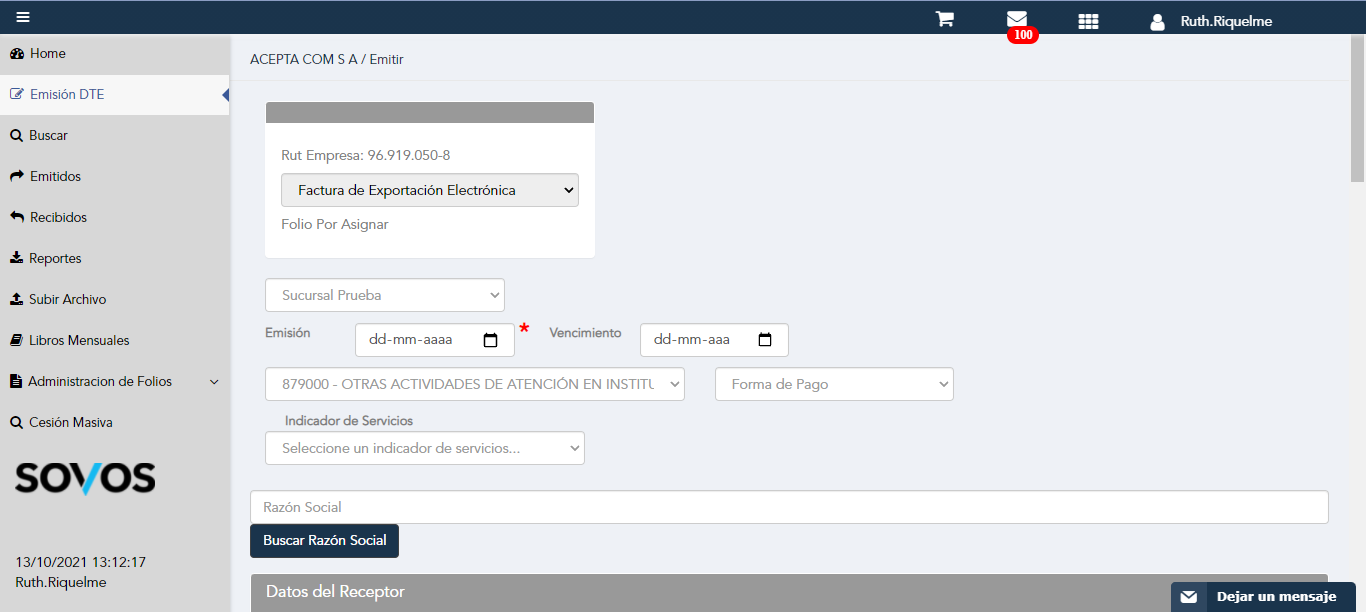 Ruth.Riquelme
100
Home
Emisión DTE
Buscar
Emitidos
Recibidos
Reportes
Subir Archivo
Libros Mensuales
Administracion de Folios
Cesión Masiva
SOVOS
13/10/2021 13:12:17
Ruth.Riquelme
ACEPTA COM S A / Emitir
Rut Empresa: 96.919.050-8
Factura de Exportación Electrónica
Folio Por Asignar
Sucursal Prueba
Emisión dd-mm-aaaa * Vencimiento dd-mm-aaa
879000 - OTRAS ACTIVIDADES DE ATENCIÓN EN INSTITU Forma de Pago
Indicador de Servicios
Seleccione un indicador de servicios...
Razón Social
Buscar Razón Social
Datos del Receptor
Dejar un mensaje